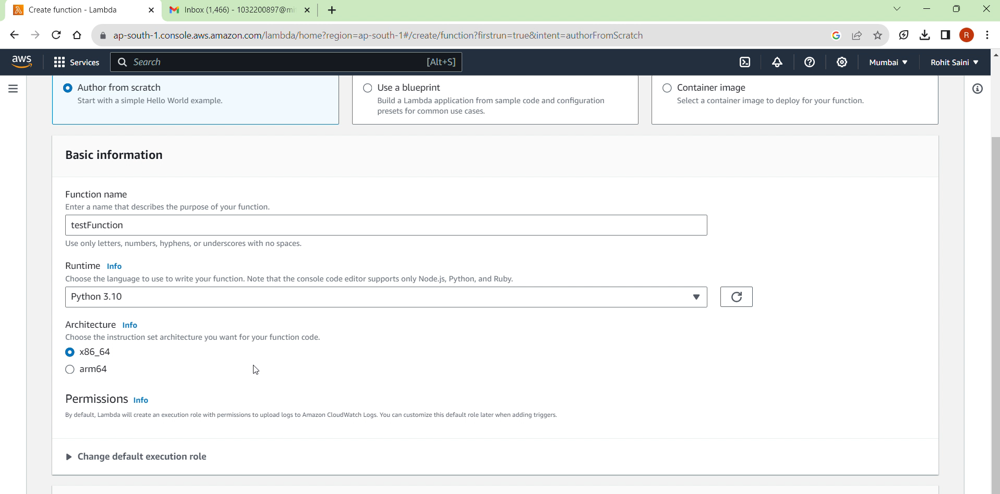 Create function - Lambda
Inbox (1,466) - 1032200897@mi
ap-south-1.console.aws.amazon.com/lambda/home?region=ap-south-1#/create/function?firstrun=true&intent=authorFromScratch
R
aws
Services
Search
[Alt+S]
Mumbai
Rohit Saini
Author from scratch
Start with a simple Hello World example.
Use a blueprint
Build a Lambda application from sample code and configuration
presets for common use cases.
Container image
Select a container image to deploy for your function.
Basic information
Function name
Enter a name that describes the purpose of your function.
testFunction
Use only letters, numbers, hyphens, or underscores with no spaces.
Runtime Info
Choose the language to use to write your function. Note that the console code editor supports only Node.js, Python, and Ruby.
Python 3.10
Architecture Info
Choose the instruction set architecture you want for your function code.
x86_64
arm64
Permissions Info
By default, Lambda will create an execution role with permissions to upload logs to Amazon CloudWatch Logs. You can customize this default role later when adding triggers.
Change default execution role